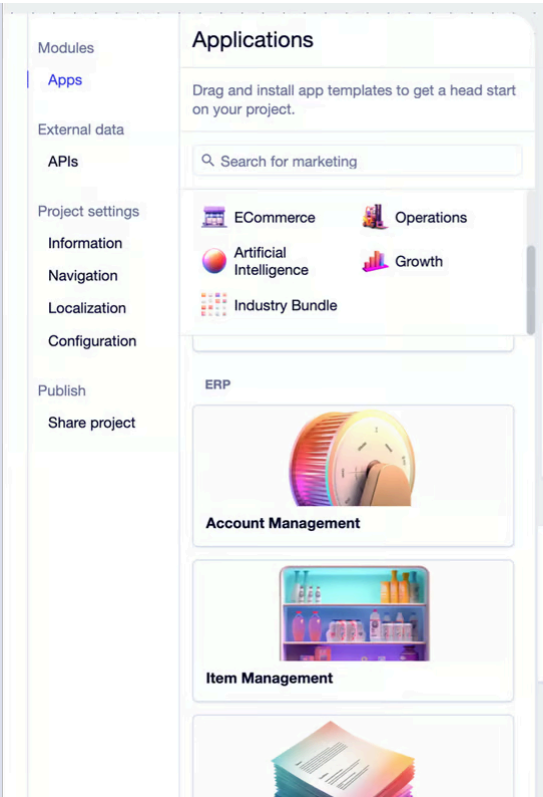 Modules
Apps
External data
APIs
Project settings
Information
Navigation
Localization
Configuration
Publish
Share project
Applications
Drag and install app templates to get a head start
on your project.
Search for marketing
ECommerce
Operations
Artificial
Intelligence
Growth
Industry Bundle
ERP
Account Management
Item Management